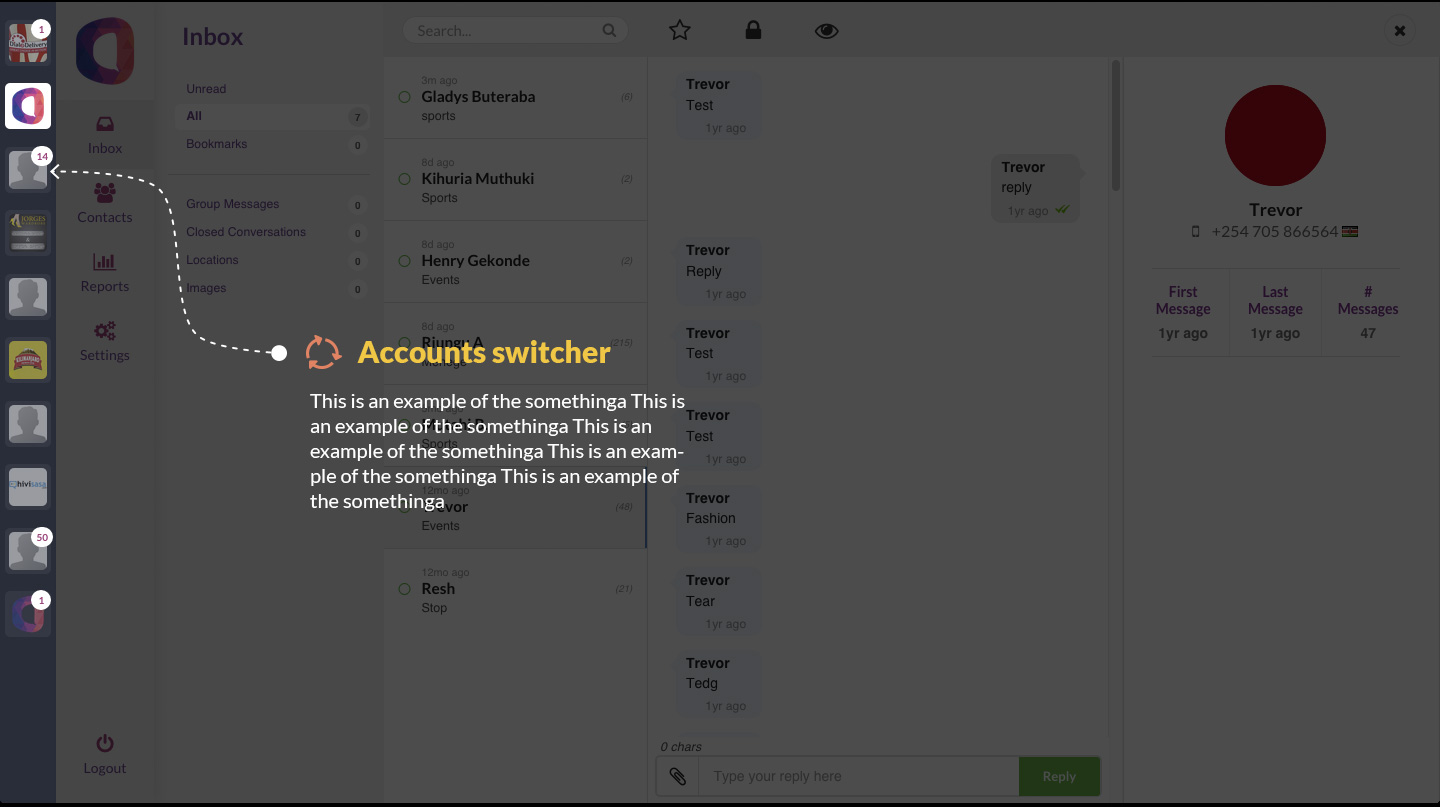 1
OlalaDelivery
14
JORGES
hivisasa
50
1
Inbox
Contacts
Reports
Settings
Logout
Inbox
Unread
All 7
Bookmarks 0
Group Messages 0
Closed Conversations 0
Locations 0
Images 0
Search...
3m ago
Gladys Buteraba (6)
sports
8d ago
Kihuria Muthuki (2)
Sports
8d ago
Henry Gekonde (2)
Events
8d ago
Riungu A (215)
Sports
12mo ago
Trevor (48)
Events
12mo ago
Resh (21)
Stop
Accounts switcher
This is an example of the somethinga This is
an example of the somethinga This is an
example of the somethinga This is an exam-
ple of the somethinga This is an example of
the somethinga
Trevor
Test
1yr ago
Trevor
reply
1yr ago
Trevor
Reply
1yr ago
Trevor
Test
1yr ago
Trevor
Test
1yr ago
Trevor
Fashion
1yr ago
Trevor
Tear
1yr ago
Trevor
Tedg
1yr ago
0 chars
Type your reply here
Reply
Trevor
+254 705 866564
First Message
Last Message
# Messages
1yr ago
1yr ago
47